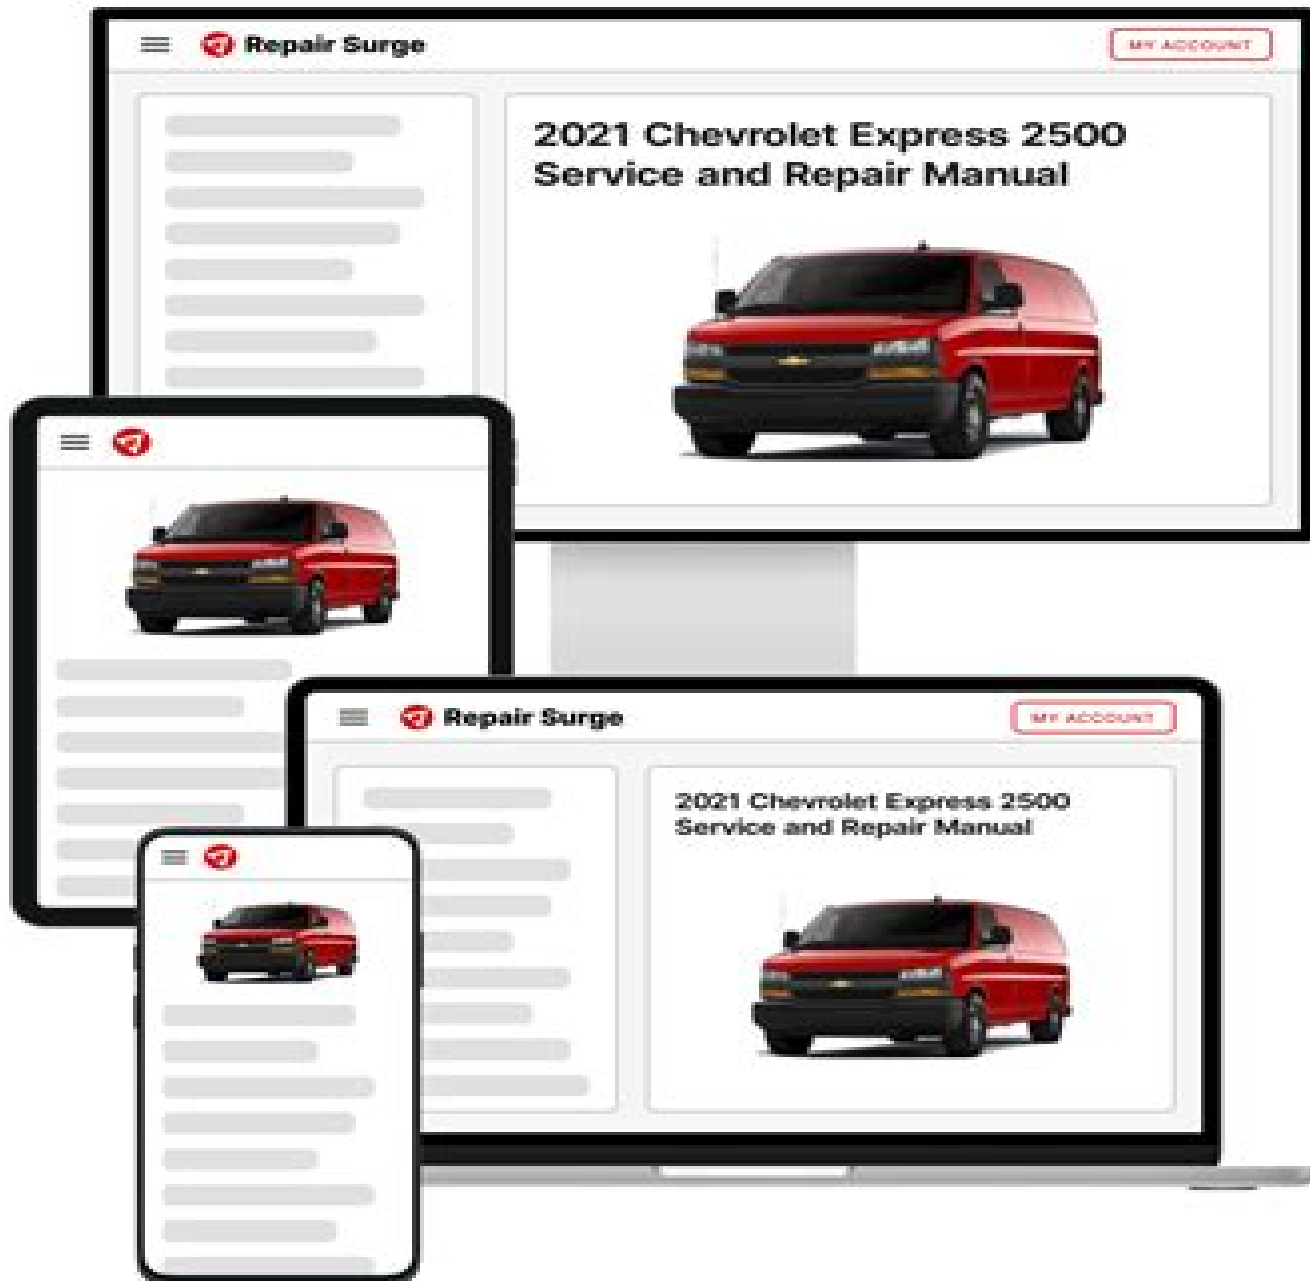 Repair Surge
MY ACCOUNT
2021 Chevrolet Express 2500
Service and Repair Manual
Repair Surge
MY ACCOUNT
2021 Chevrolet Express 2500
Service and Repair Manual